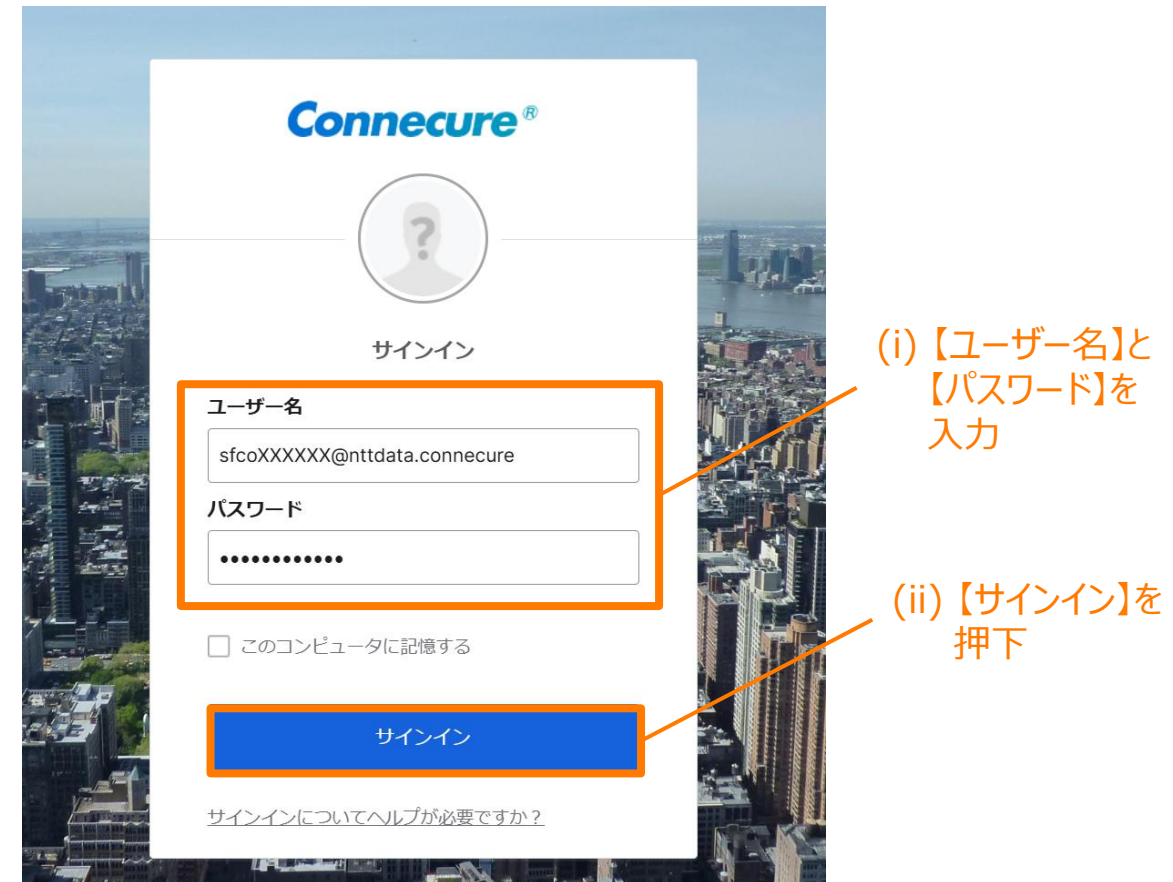 Connecure®
?
サインイン
ユーザー名
sfcoXXXXXX@nttdata.connecure
パスワード
••••••••••••
このコンピュータに記憶する
サインイン
サインインについてヘルプが必要ですか？
(i)【ユーザー名】と
【パスワード】を
入力
(ii)【サインイン】を
押下